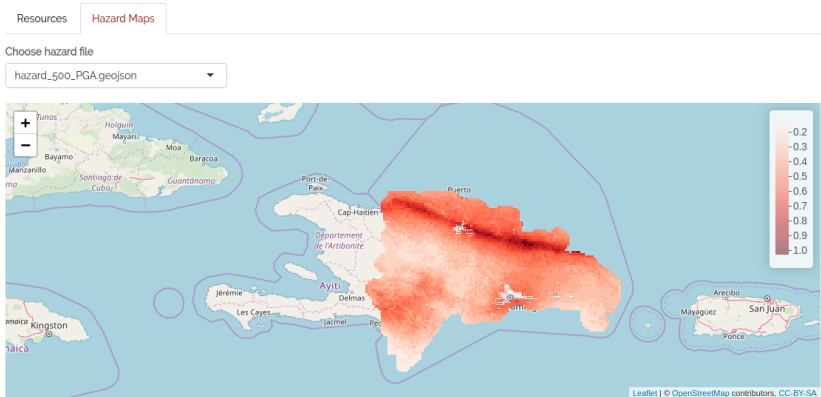 Resources Hazard Maps
Choose hazard file
hazard_500_PGA.geojson
+
−
Tunas
Holguín
Mayarí
Moa
Bayamo
Baracoa
Manzanillo
Santiago de
Cuba
Guantánamo
Port-de-
Paix
Puerto
Cap-Haïtien
Département
de l'Artibonite
Ayiti
Jérémie
Delmas
Les Cayes
Jacmel
Kingston
Arecibo
Mayagüez
San Juan
Ponce
0.2
0.3
0.4
0.5
0.6
0.7
0.8
0.9
1.0
Leaflet | © OpenStreetMap contributors, CC-BY-SA